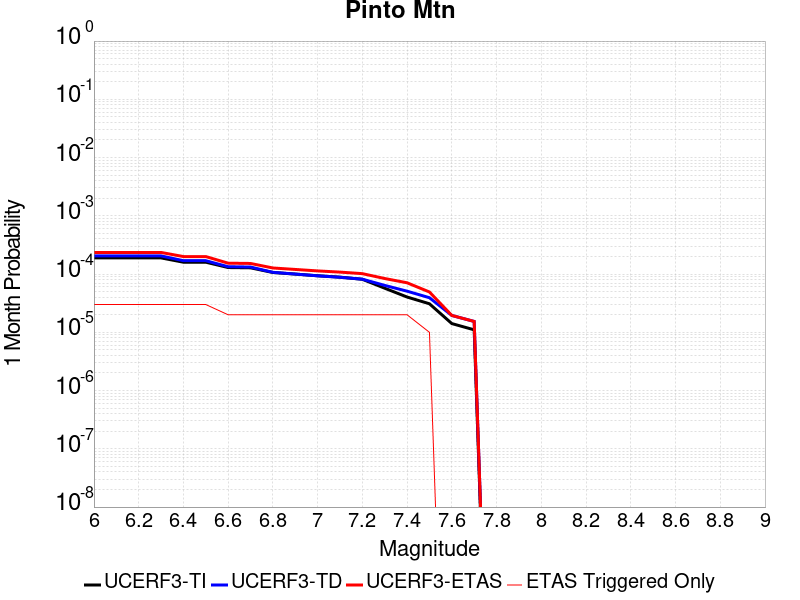 Pinto Mtn
10^0
10^-1
10^-2
10^-3
10^-4
10^-5
10^-6
10^-7
10^-8
1 Month Probability
6 6.2 6.4 6.6 6.8 7 7.2 7.4 7.6 7.8 8 8.2 8.4 8.6 8.8 9
Magnitude
UCERF3-TI UCERF3-TD UCERF3-ETAS ETAS Triggered Only